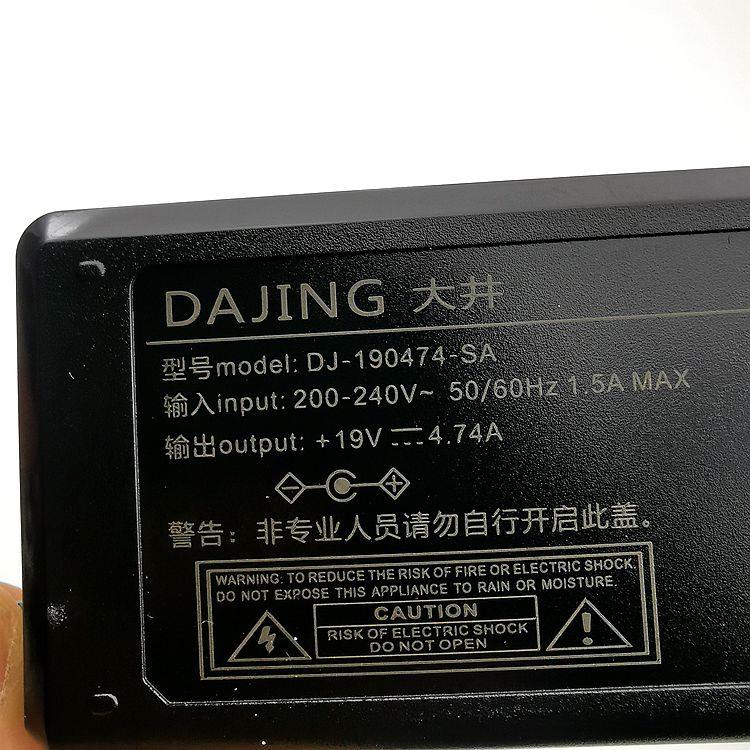 DAJING 大井
型号model: DJ-190474-SA
输入input: 200-240V~ 50/60Hz 1.5A MAX
输出output: +19V⎓4.74A
警告：非专业人员请勿自行开启此盖。
WARNING: TO REDUCE THE RISK OF FIRE OR ELECTRIC SHOCK.
DO NOT EXPOSE THIS APPLIANCE TO RAIN OR MOISTURE.
CAUTION
RISK OF ELECTRIC SHOCK
DO NOT OPEN